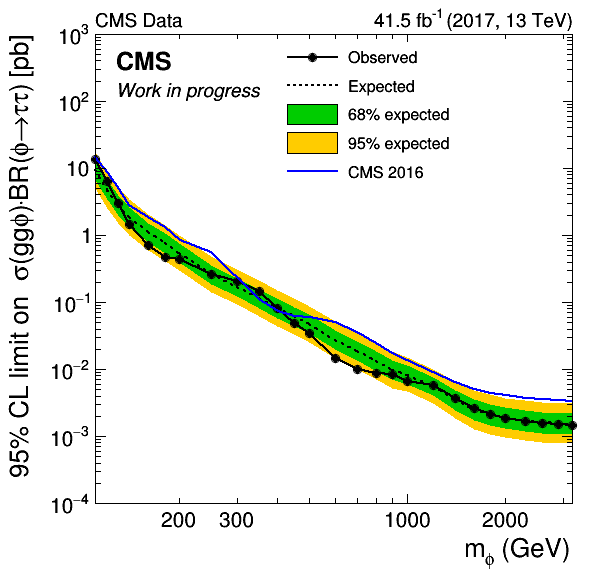 CMS Data 41.5 fb⁻¹ (2017, 13 TeV)
CMS
Work in progress
Observed
Expected
68% expected
95% expected
CMS 2016
95% CL limit on σ(ggϕ)·BR(ϕ→ττ) [pb]
10³
10²
10
1
10⁻¹
10⁻²
10⁻³
10⁻⁴
200 300 1000 2000
m_ϕ (GeV)